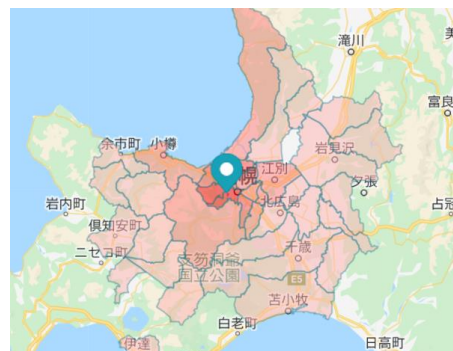 滝川
美
富良
余市町 小樽
江別
岩見沢
幌
夕張
岩内町
北広島
占冠
倶知安町
ニセコ町
千歳
支笏洞爺
国立公園
E5
苫小牧
白老町
伊達
日高町